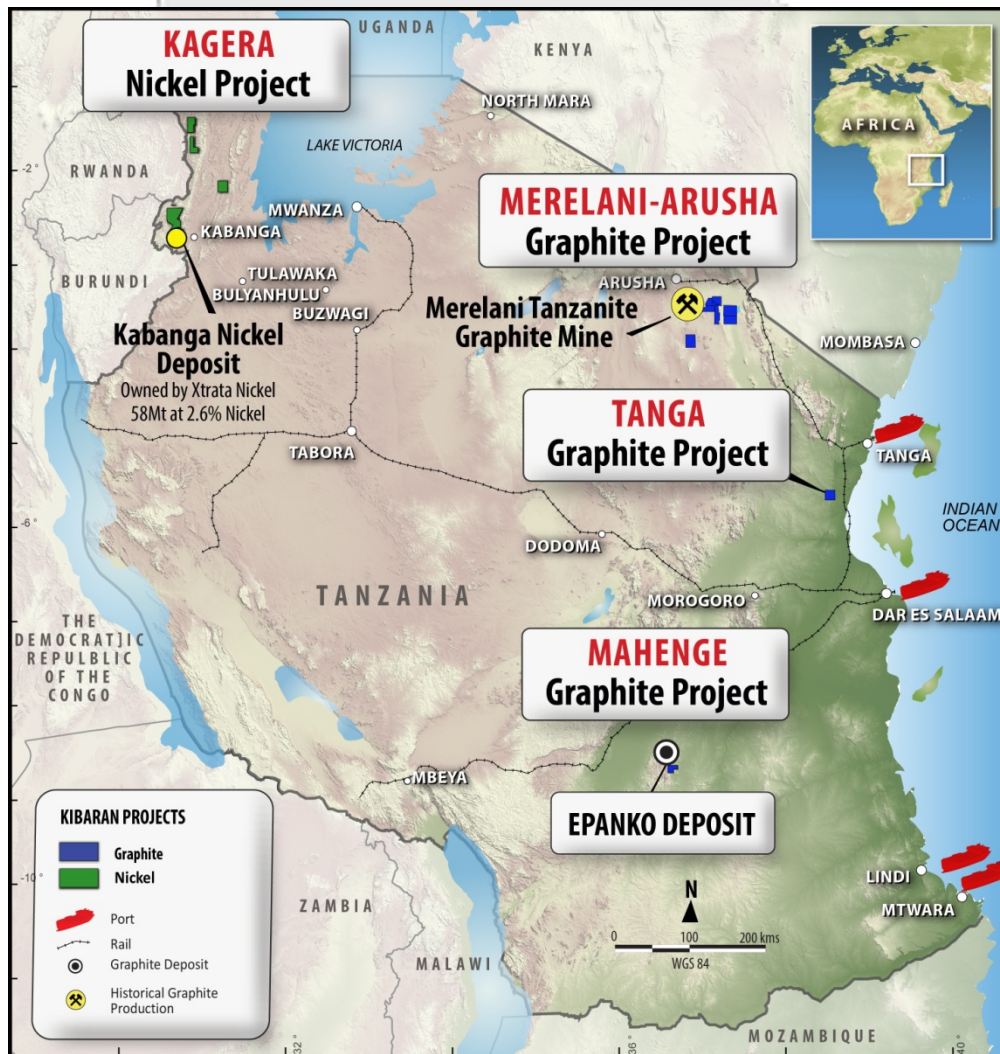 KAGERA
Nickel Project
UGANDA
KENYA
NORTH MARA
LAKE VICTORIA
AFRICA
-2°
RWANDA
MWANZA
KABANGA
MERELANI-ARUSHA
Graphite Project
BURUNDI
TULAWAKA
BULYANHULU
BUZWAGI
ARUSHA
Merelani Tanzanite
Graphite Mine
MOMBASA
Kabanga Nickel
Deposit
Owned by Xtrata Nickel
58Mt at 2.6% Nickel
TANGA
Graphite Project
TABORA
TANGA
INDIAN
OCEAN
-6°
DODOMA
TANZANIA
MOROGORO
DAR ES SALAAM
THE
DEMOCRAT]IC
REPULBLIC
OF THE
CONGO
MAHENGE
Graphite Project
MBEYA
EPANKO DEPOSIT
KIBARAN PROJECTS
Graphite
Nickel
Port
Rail
Graphite Deposit
Historical Graphite
Production
-10°
LINDI
MTWARA
ZAMBIA
N
0 100 200 kms
WGS 84
MALAWI
MOZAMBIQUE
32°
36°
40°